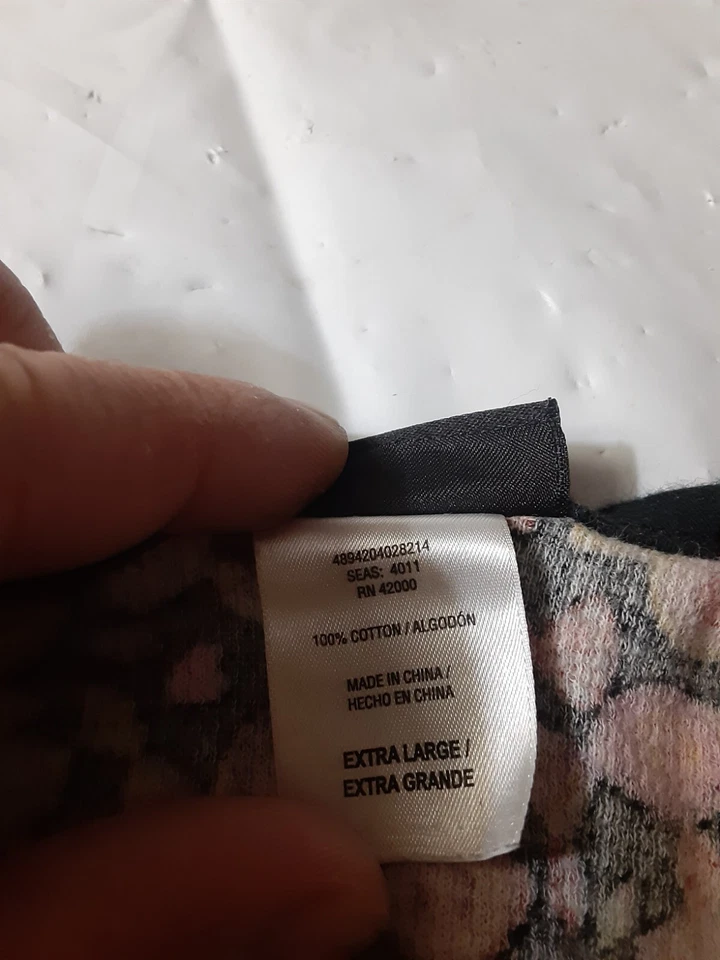 4894204028214
SEAS: 4011
RN 42000
100% COTTON / ALGODÓN
MADE IN CHINA /
HECHO EN CHINA
EXTRA LARGE /
EXTRA GRANDE